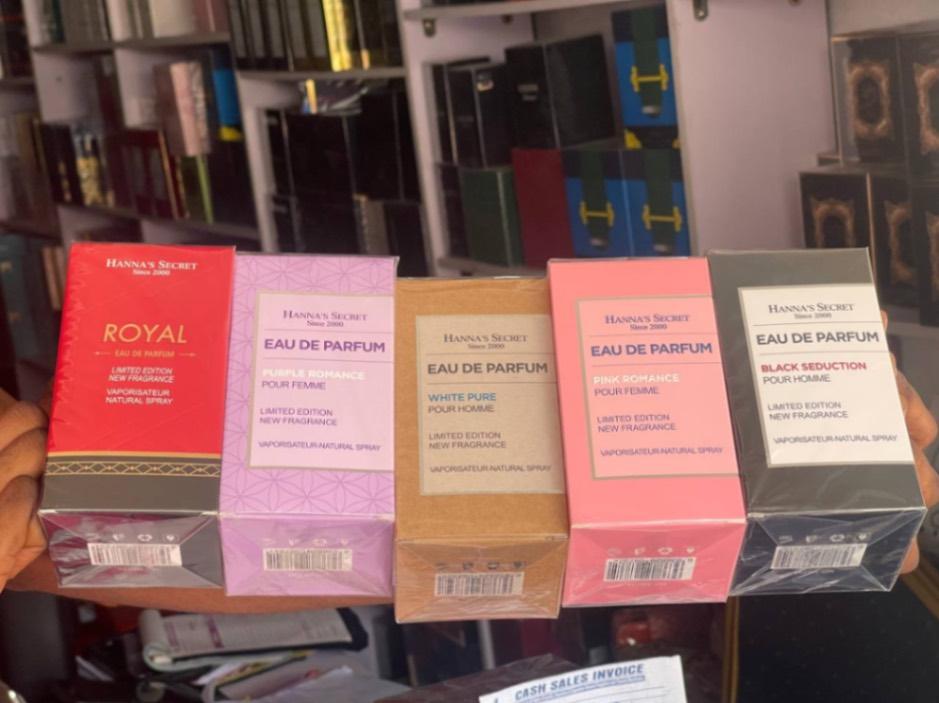 HANNA'S SECRET
Since 2000
ROYAL
EAU DE PARFUM
LIMITED EDITION
NEW FRAGRANCE
VAPORISATEUR
NATURAL SPRAY
HANNA'S SECRET
Since 2000
EAU DE PARFUM
PURPLE ROMANCE
POUR FEMME
LIMITED EDITION
NEW FRAGRANCE
VAPORISATEUR-NATURAL SPRAY
HANNA'S SECRET
Since 2000
EAU DE PARFUM
WHITE PURE
POUR HOMME
LIMITED EDITION
NEW FRAGRANCE
VAPORISATEUR-NATURAL SPRAY
HANNA'S SECRET
Since 2000
EAU DE PARFUM
PINK ROMANCE
POUR FEMME
LIMITED EDITION
NEW FRAGRANCE
VAPORISATEUR-NATURAL SPRAY
HANNA'S SECRET
Since 2000
EAU DE PARFUM
BLACK SEDUCTION
POUR HOMME
LIMITED EDITION
NEW FRAGRANCE
VAPORISATEUR-NATURAL SPRAY
CASH SALES INVOICE